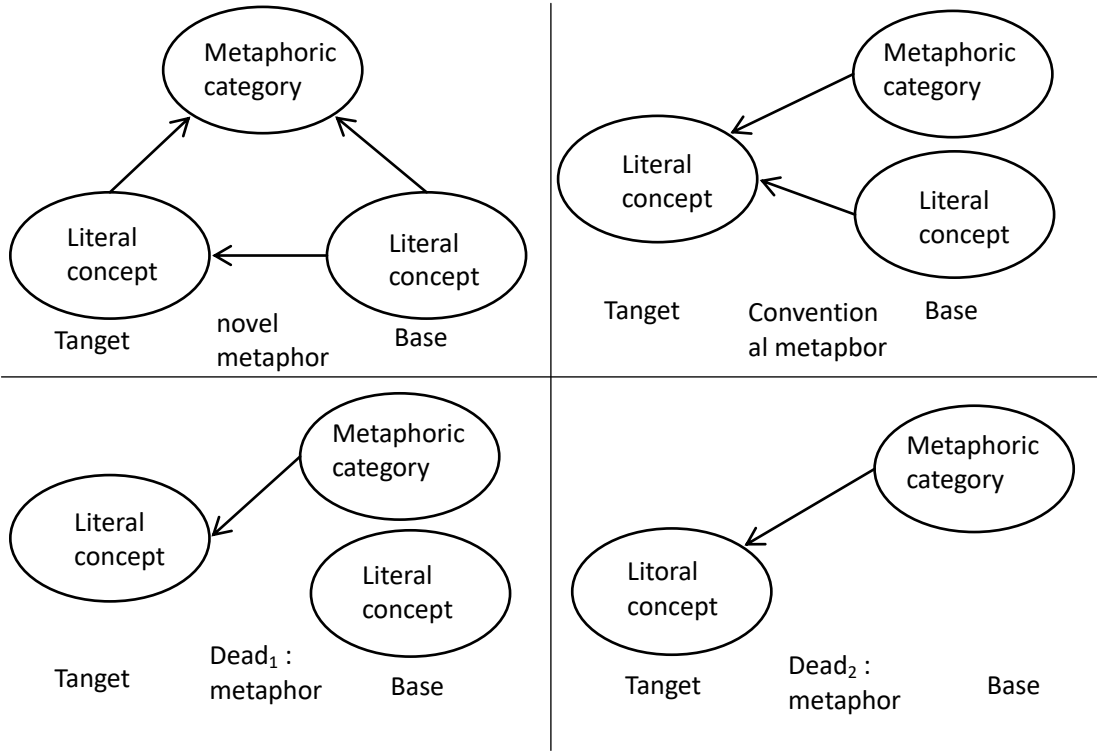 Metaphoric
category
Literal
concept
Literal
concept
Tanget
novel
metaphor
Base
Metaphoric
category
Literal
concept
Literal
concept
Tanget
Convention
al metapbor
Base
Metaphoric
category
Literal
concept
Literal
concept
Tanget
Dead₁ :
metaphor
Base
Metaphoric
category
Litoral
concept
Tanget
Dead₂ :
metaphor
Base